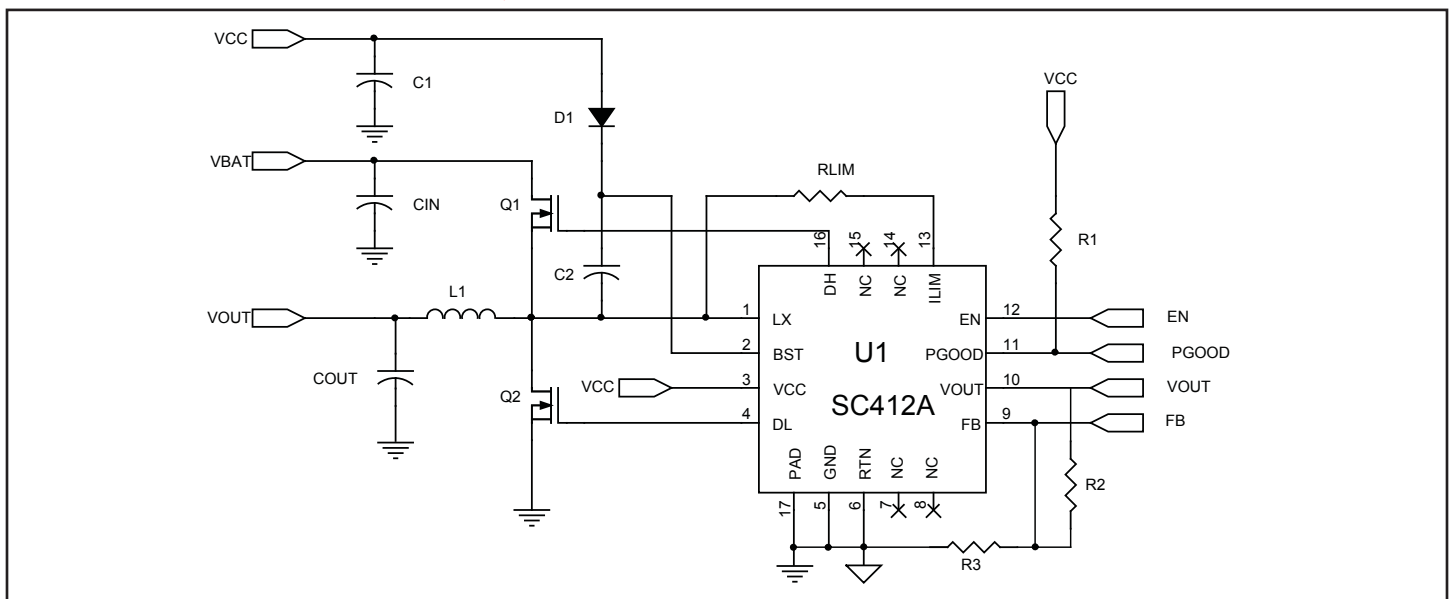 VCC
C1
D1
VCC
VBAT
CIN
Q1
RLIM
R1
C2
16
15
14
13
DH
NC
NC
ILIM
L1
VOUT
COUT
1
LX
EN
12
EN
2
BST
U1
PGOOD
11
PGOOD
VCC
3
VCC
VOUT
10
VOUT
SC412A
Q2
4
DL
FB
9
FB
PAD
GND
RTN
NC
NC
R2
17
5
6
7
8
R3